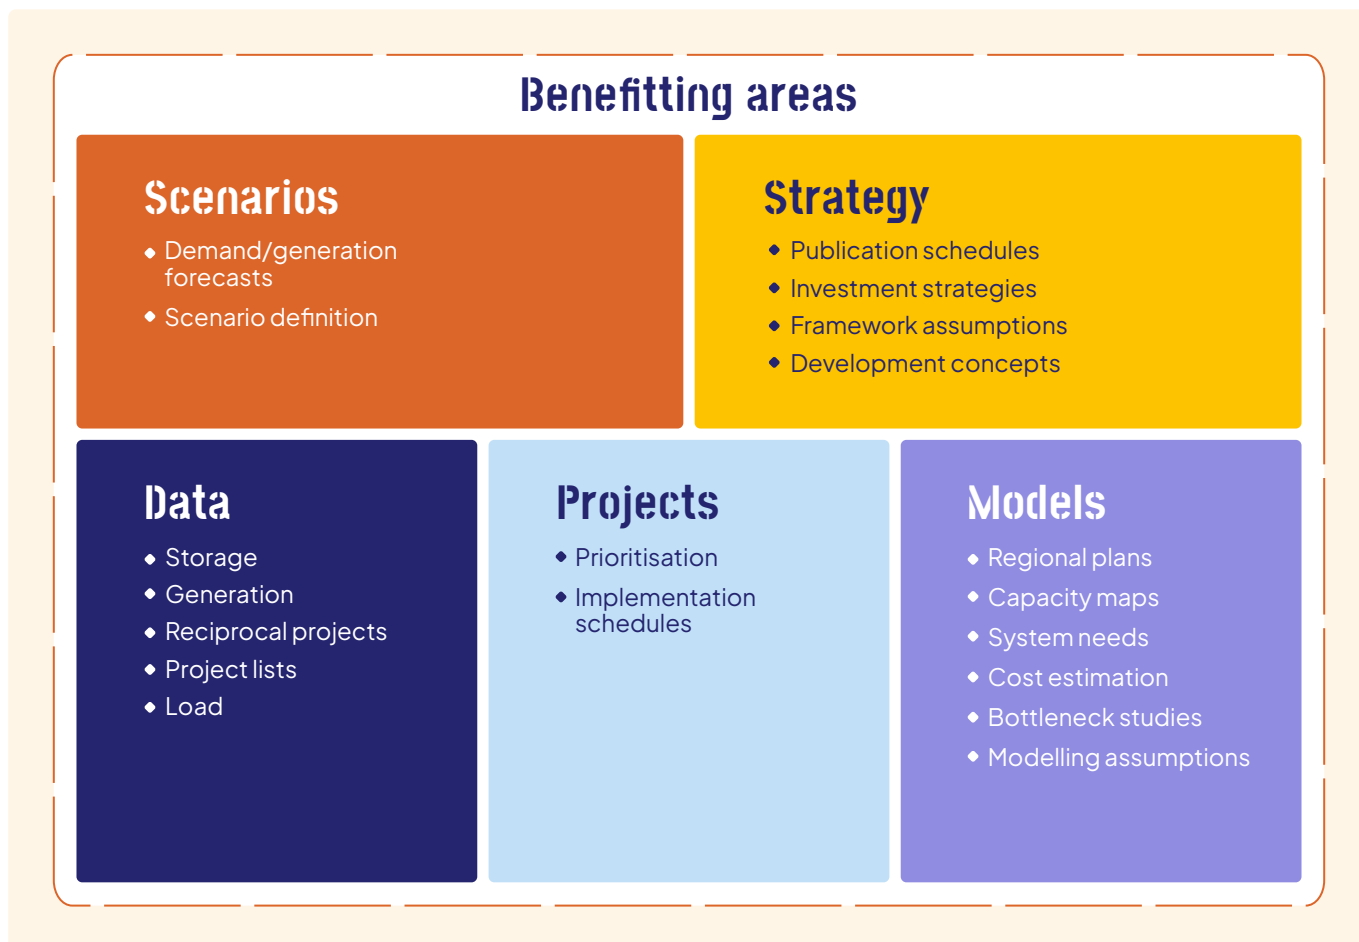 Benefitting areas
Scenarios
Demand/generation
forecasts
Scenario definition
Strategy
Publication schedules
Investment strategies
Framework assumptions
Development concepts
Data
Storage
Generation
Reciprocal projects
Project lists
Load
Projects
Prioritisation
Implementation
schedules
Models
Regional plans
Capacity maps
System needs
Cost estimation
Bottleneck studies
Modelling assumptions